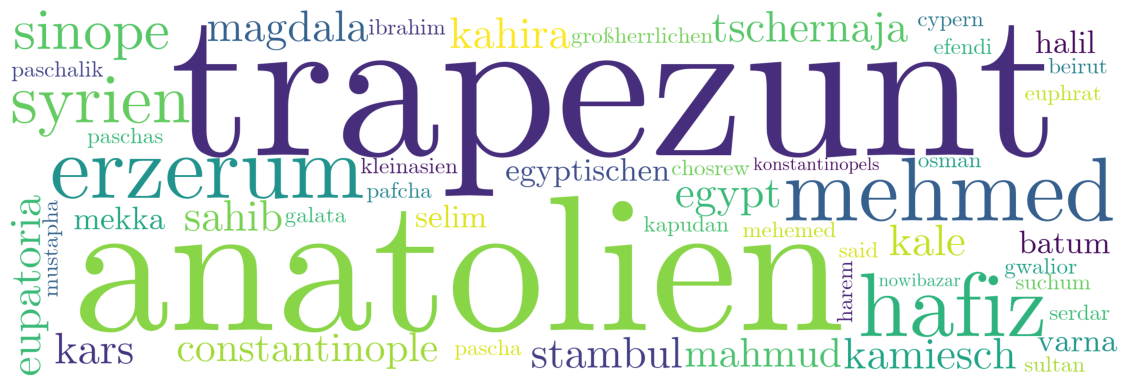 sinope
magdala
ibrahim
kahira
großherrlichen
tschernaja
cypern
efendi
halil
beirut
paschalik
trapezunt
syrien
euphrat
paschas
erzerum
kleinasien
pafcha
egyptischen
chosrew
konstantinopels
osman
mehmed
egypt
mekka
sahib
galata
selim
kapudan
mehemed
said
kale
batum
eupatoria
mustapha
anatolien
harem
nowibazar
gwalior
suchum
hafiz
serdar
kars
constantinople
pascha
stambul
mahmud
kamiesch
varna
sultan